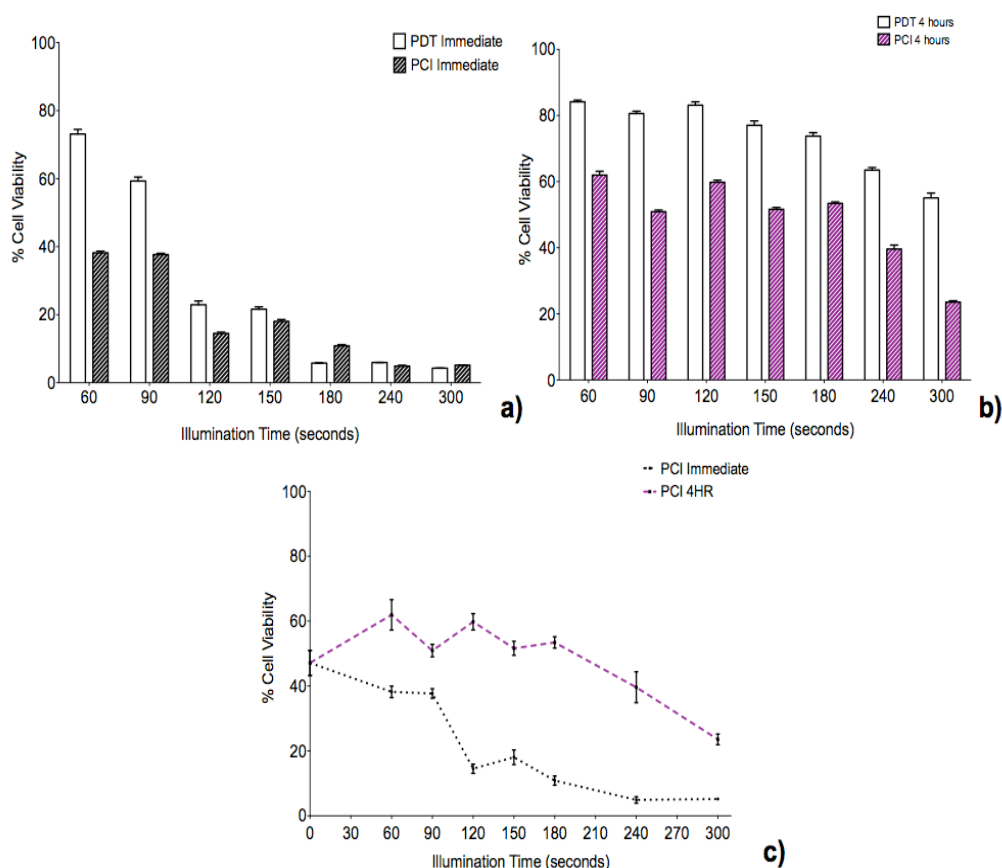 PDT Immediate
PCI Immediate
100
80
60
40
20
0
% Cell Viability
60 90 120 150 180 240 300
Illumination Time (seconds)
a)
PDT 4 hours
PCI 4 hours
100
80
60
40
20
0
% Cell Viability
60 90 120 150 180 240 300
Illumination Time (seconds)
b)
PCI Immediate
PCI 4HR
100
80
60
40
20
0
% Cell Viability
0 30 60 90 120 150 180 210 240 270 300
Illumination Time (seconds)
c)